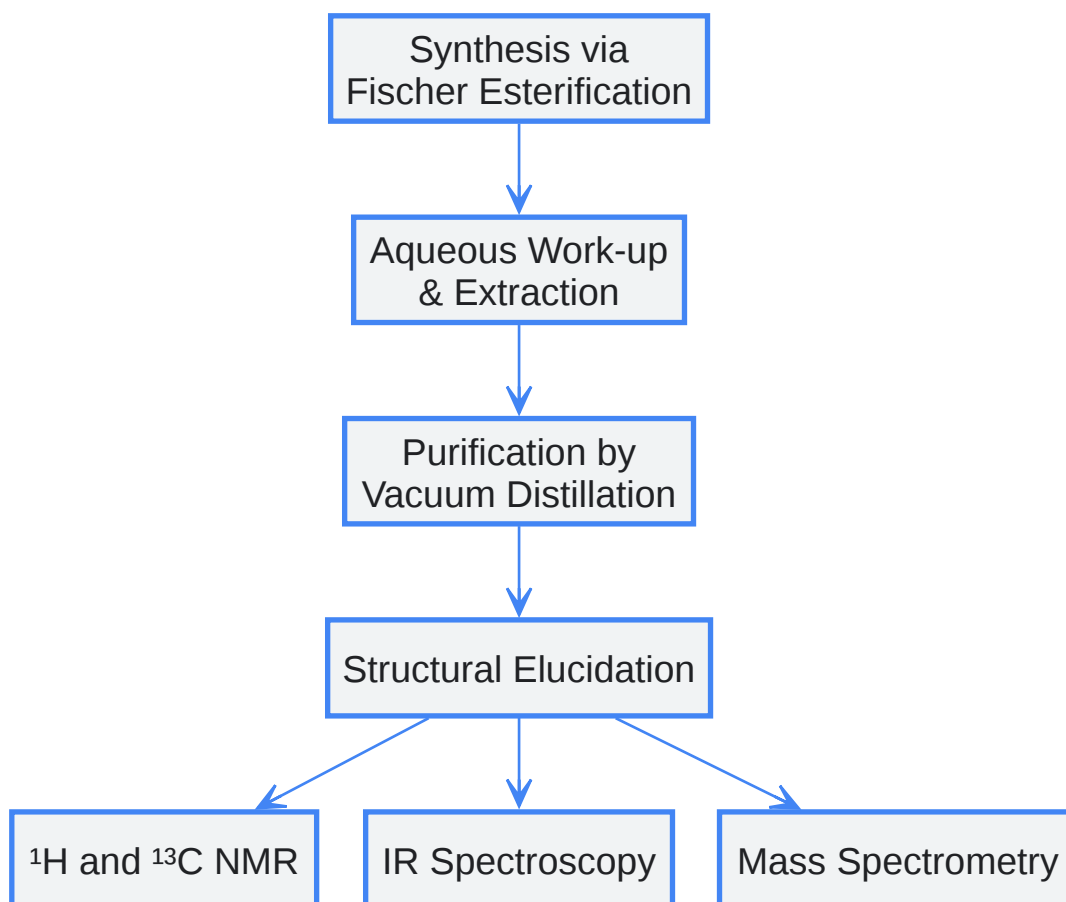 Synthesis via
Fischer Esterification
Aqueous Work-up
& Extraction
Purification by
Vacuum Distillation
Structural Elucidation
¹H and ¹³C NMR
IR Spectroscopy
Mass Spectrometry